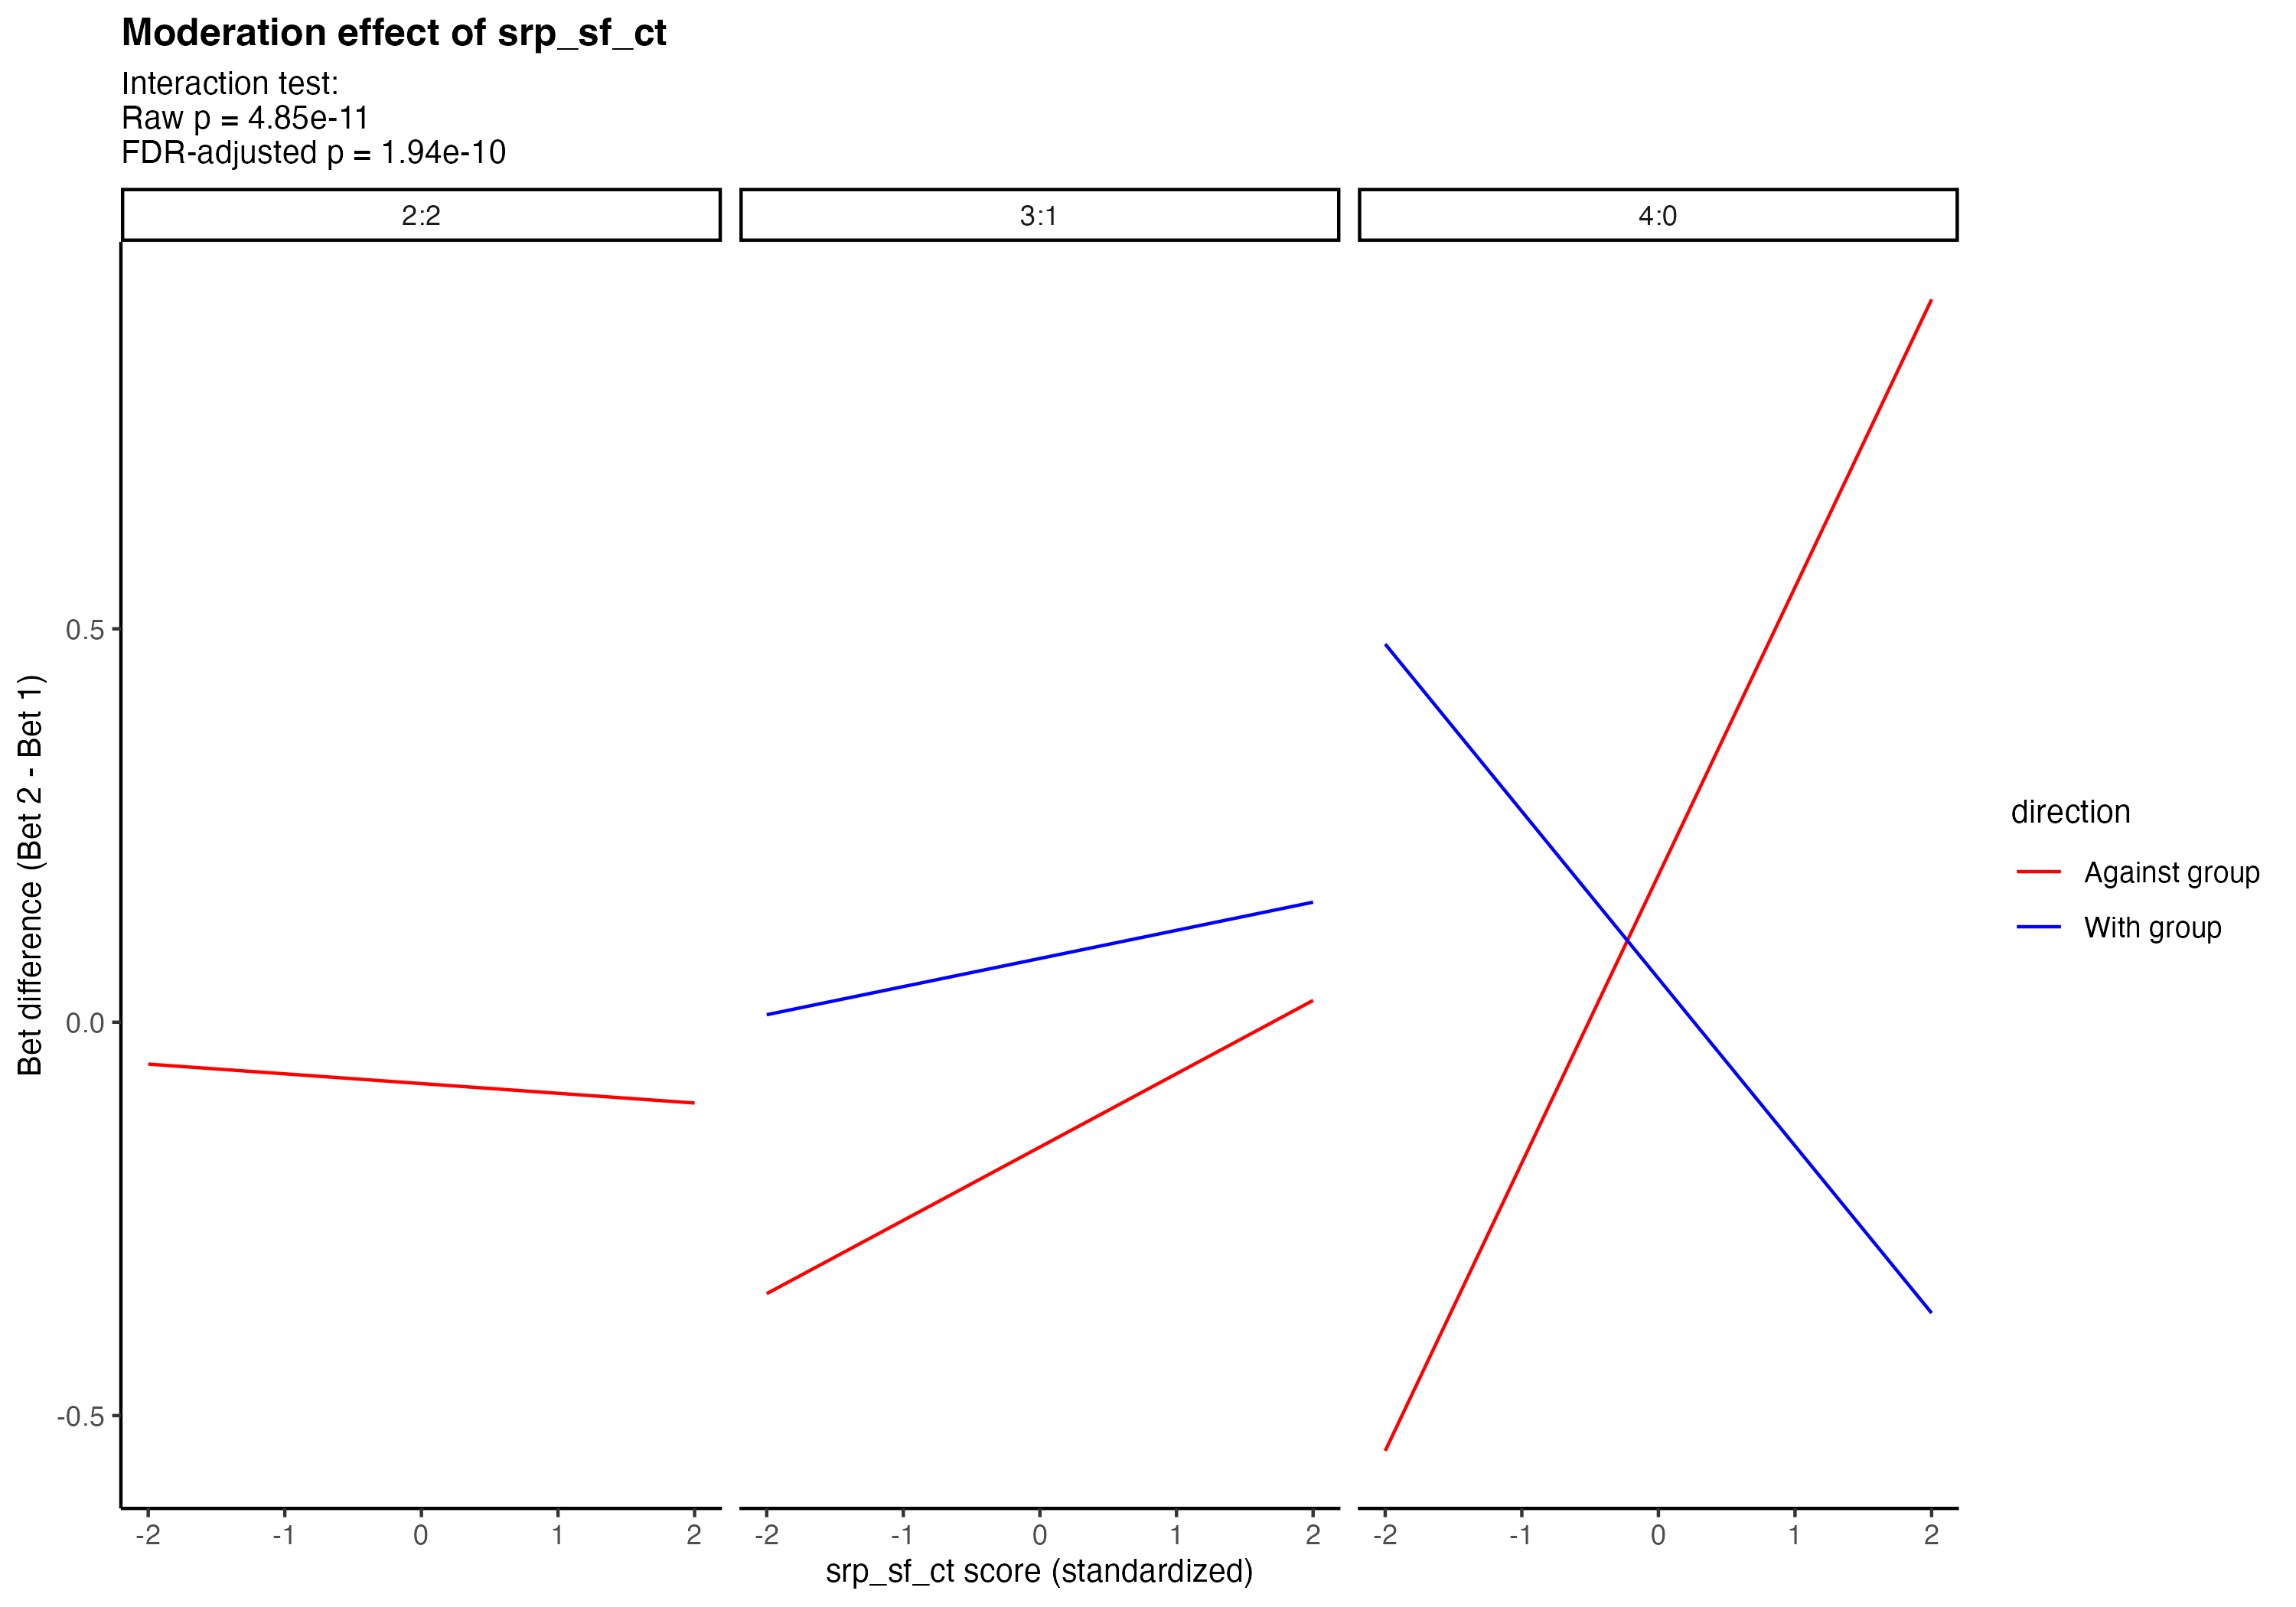 Moderation effect of srp_sf_ct
Interaction test:
Raw p = 4.85e-11
FDR-adjusted p = 1.94e-10
2:2
3:1
4:0
Bet difference (Bet 2 - Bet 1)
0.5
0.0
-0.5
-2 -1 0 1 2
-2 -1 0 1 2
-2 -1 0 1 2
srp_sf_ct score (standardized)
direction
Against group
With group